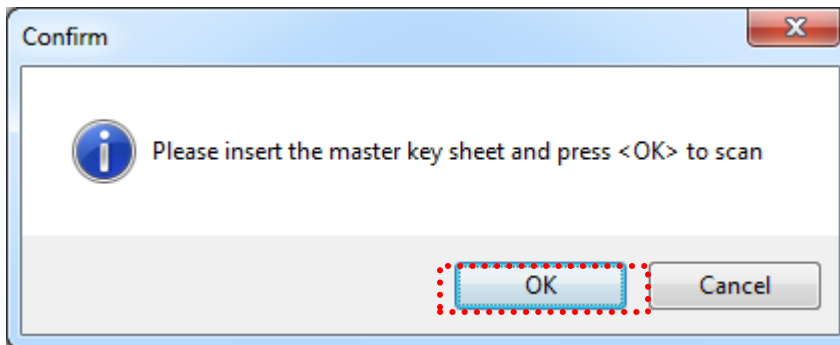 Confirm
Please insert the master key sheet and press <OK> to scan
OK
Cancel